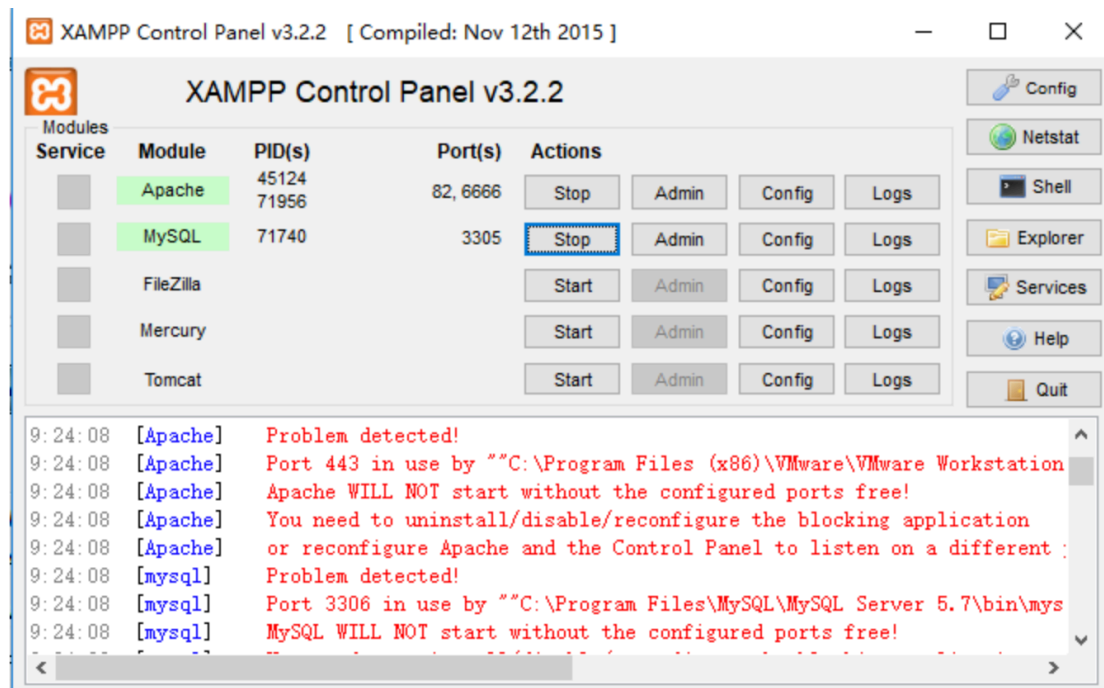 XAMPP Control Panel v3.2.2 [ Compiled: Nov 12th 2015 ]
XAMPP Control Panel v3.2.2
Config
Netstat
Shell
Explorer
Services
Help
Quit
Modules
Service Module PID(s) Port(s) Actions
Apache 45124 71956 82, 6666 Stop Admin Config Logs
MySQL 71740 3305 Stop Admin Config Logs
FileZilla Start Admin Config Logs
Mercury Start Admin Config Logs
Tomcat Start Admin Config Logs
9:24:08 [Apache] Problem detected!
9:24:08 [Apache] Port 443 in use by ""C:\Program Files (x86)\VMware\VMware Workstation
9:24:08 [Apache] Apache WILL NOT start without the configured ports free!
9:24:08 [Apache] You need to uninstall/disable/reconfigure the blocking application
9:24:08 [Apache] or reconfigure Apache and the Control Panel to listen on a different
9:24:08 [mysql] Problem detected!
9:24:08 [mysql] Port 3306 in use by ""C:\Program Files\MySQL\MySQL Server 5.7\bin\mys
9:24:08 [mysql] MySQL WILL NOT start without the configured ports free!